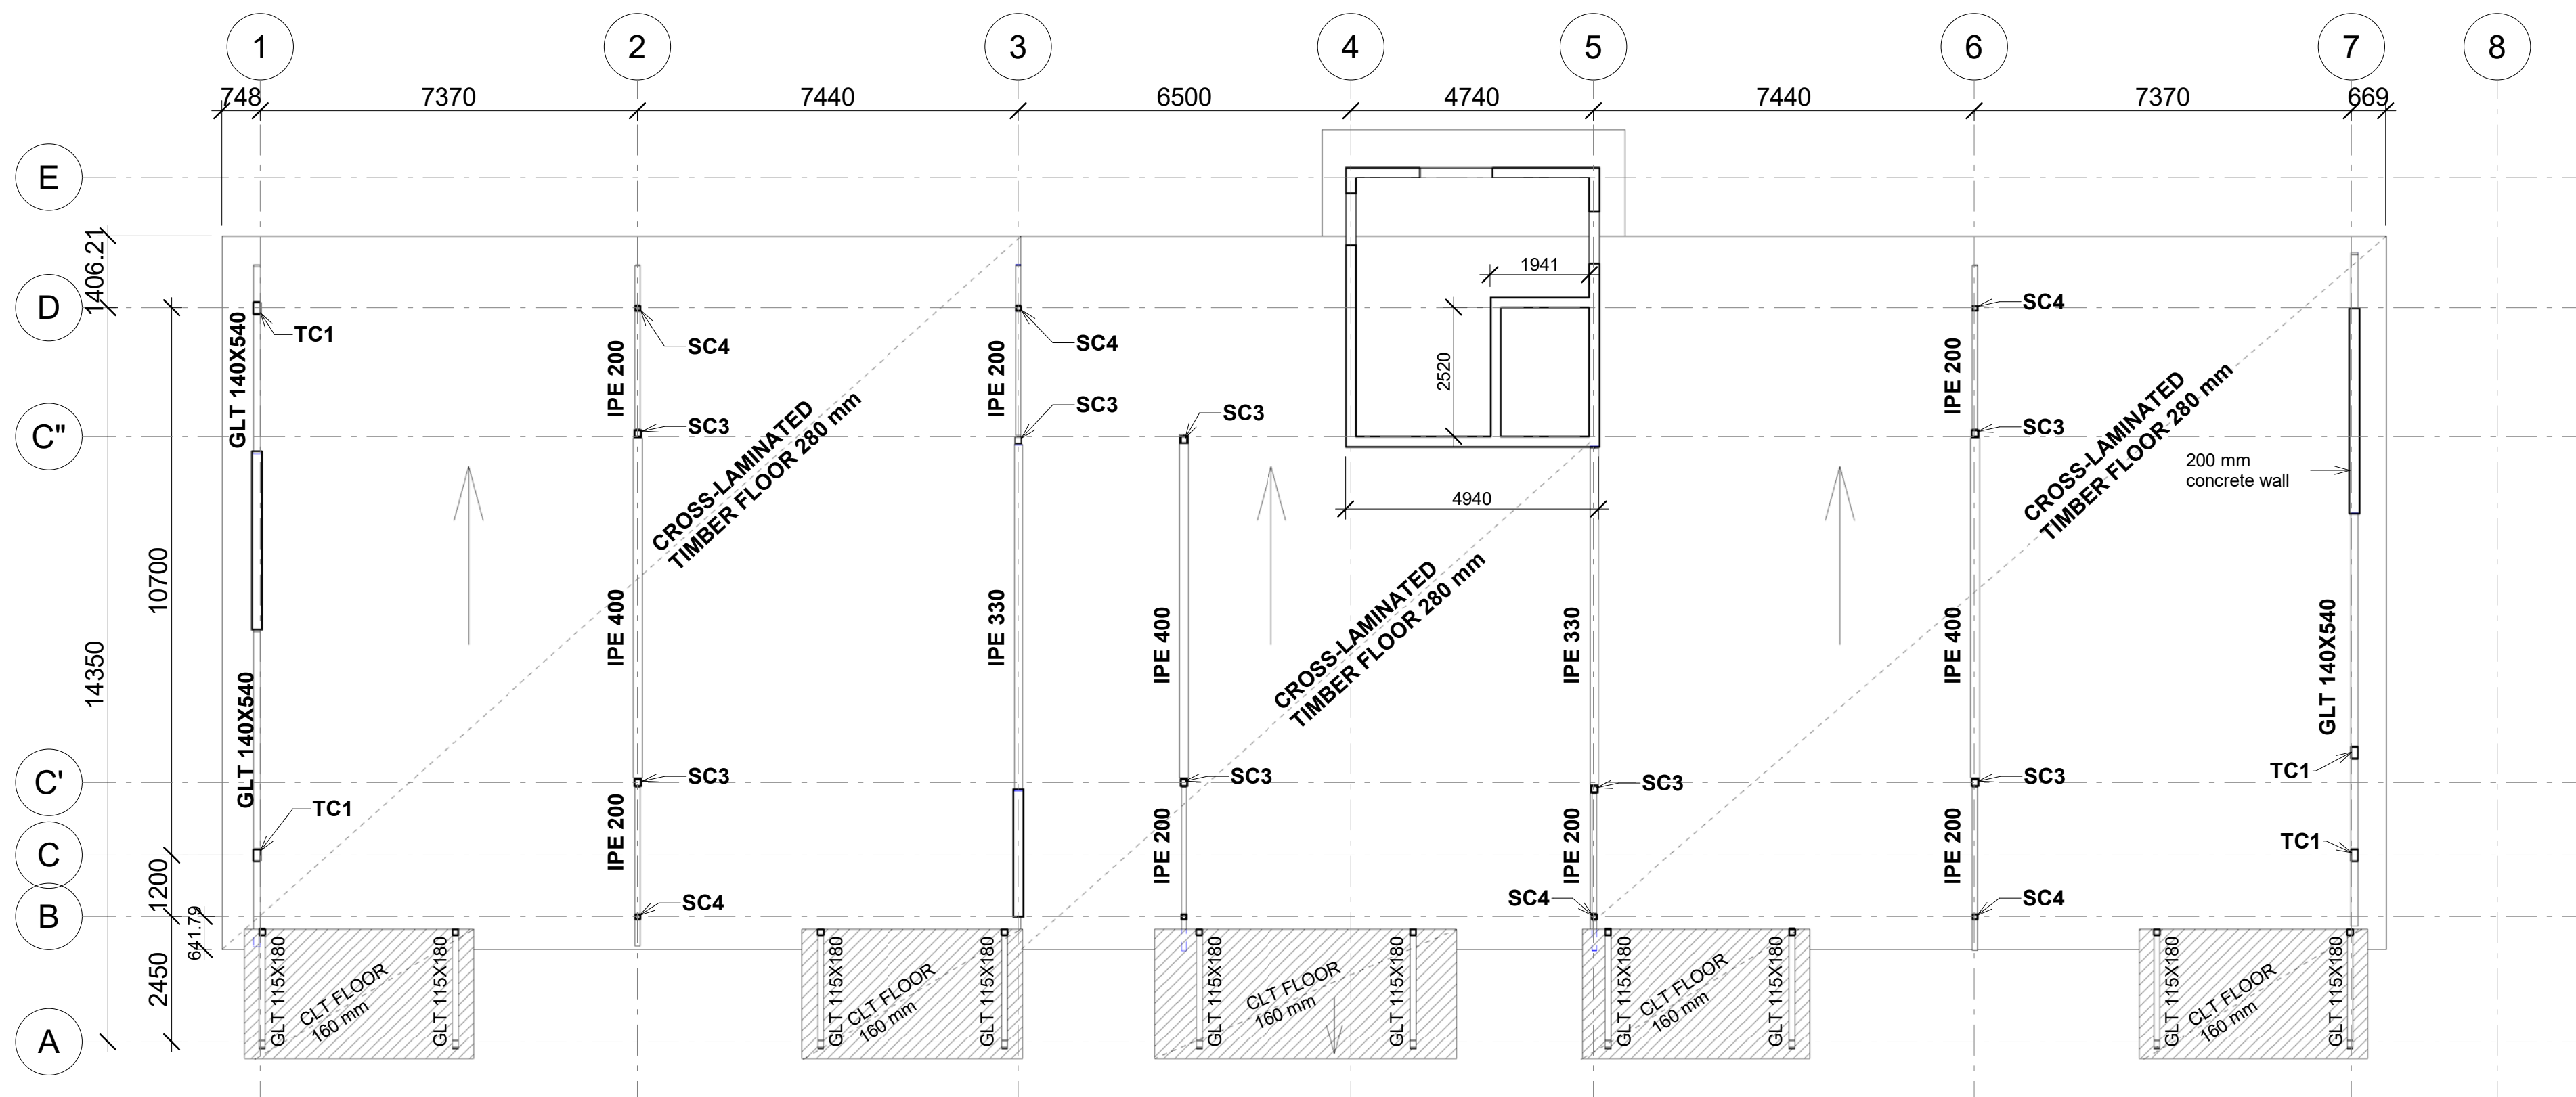 1
2
3
4
5
6
7
8
748
7370
7440
6500
4740
7440
7370
669
E
1406.21
D
1941
SC4
GLT 140X540
TC1
SC4
SC4
IPE 200
IPE 200
IPE 200
2520
C"
SC3
SC3
SC3
SC3
CROSS-LAMINATED
TIMBER FLOOR 280 mm
CROSS-LAMINATED
TIMBER FLOOR 280 mm
200 mm
concrete wall
4940
10700
14350
CROSS-LAMINATED
TIMBER FLOOR 280 mm
IPE 400
IPE 330
IPE 400
IPE 330
IPE 400
GLT 140X540
GLT 140X540
C'
SC3
SC3
SC3
SC3
TC1
TC1
IPE 200
IPE 200
IPE 200
IPE 200
C
TC1
1200
B
SC4
SC4
SC4
641.79
2450
GLT 115X180
CLT FLOOR
160 mm
GLT 115X180
GLT 115X180
CLT FLOOR
160 mm
GLT 115X180
GLT 115X180
CLT FLOOR
160 mm
GLT 115X180
GLT 115X180
CLT FLOOR
160 mm
GLT 115X180
GLT 115X180
CLT FLOOR
160 mm
GLT 115X180
A